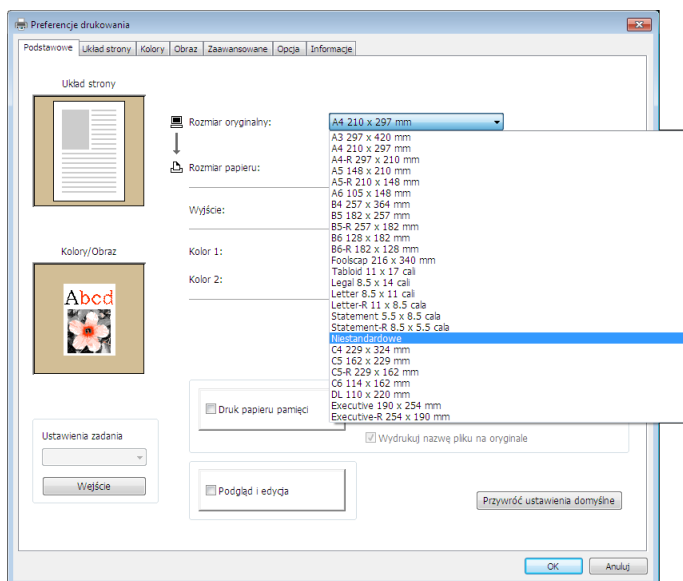 Preferencje drukowania
Podstawowe Układ strony Kolory Obraz Zaawansowane Opcja Informacje
Układ strony
Rozmiar oryginalny:
A4 210 x 297 mm
A3 297 x 420 mm
A4 210 x 297 mm
A4-R 297 x 210 mm
A5 148 x 210 mm
A5-R 210 x 148 mm
A6 105 x 148 mm
B4 257 x 364 mm
B5 182 x 257 mm
B5-R 257 x 182 mm
B6 128 x 182 mm
B6-R 182 x 128 mm
Foolscap 216 x 340 mm
Tabloid 11 x 17 cali
Legal 8.5 x 14 cali
Letter 8.5 x 11 cali
Letter-R 11 x 8.5 cala
Statement 5.5 x 8.5 cala
Statement-R 8.5 x 5.5 cala
Niestandardowe
C4 229 x 324 mm
C5 162 x 229 mm
C5-R 229 x 162 mm
C6 114 x 162 mm
DL 110 x 220 mm
Executive 190 x 254 mm
Executive-R 254 x 190 mm
Rozmiar papieru:
Wyjście:
Kolory/Obraz
Kolor 1:
Kolor 2:
Abcd
Druk papieru pamięci
Wydrukuj nazwę pliku na oryginale
Ustawienia zadania
Wejście
Podgląd i edycja
Przywróć ustawienia domyślne
OK
Anuluj